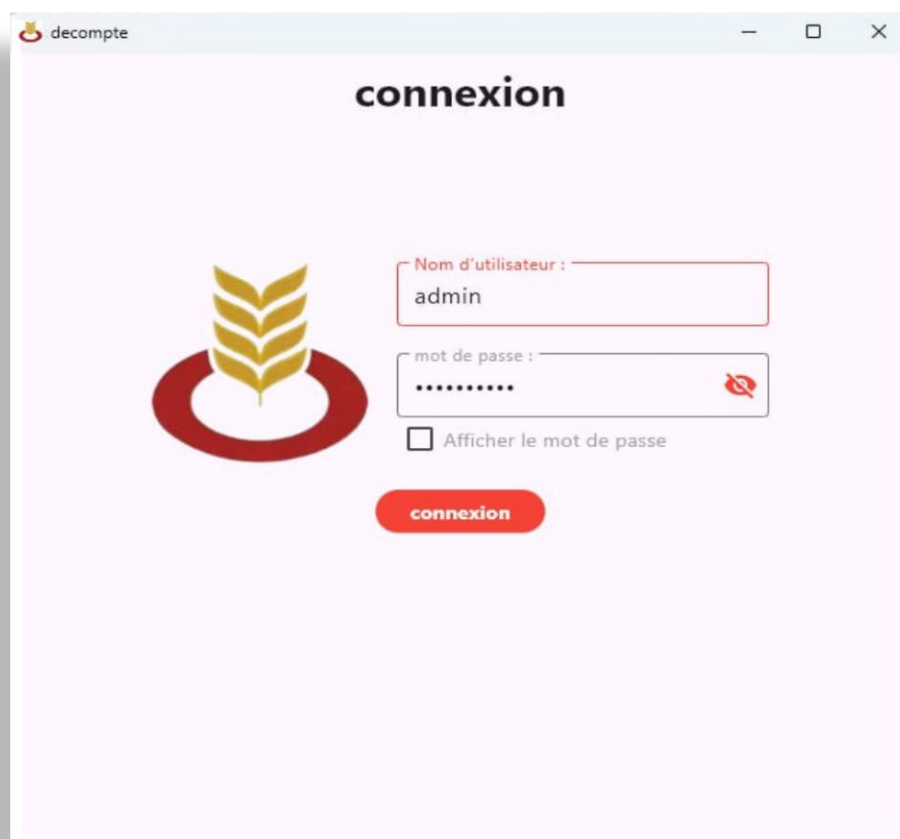 decompte
connexion
Nom d'utilisateur :
admin
mot de passe :
••••••••••
Afficher le mot de passe
connexion